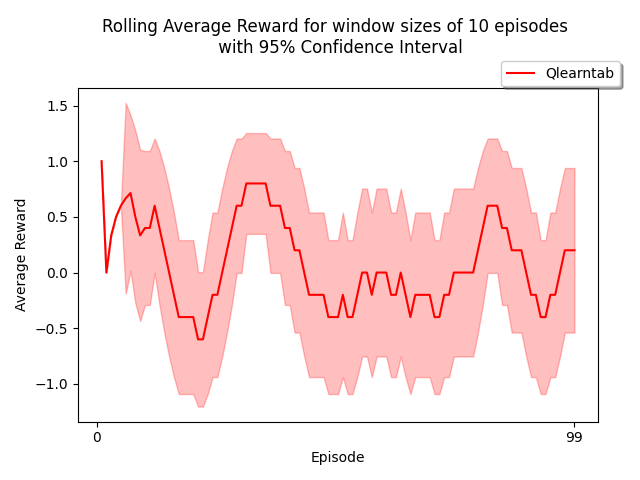 Rolling Average Reward for window sizes of 10 episodes
with 95% Confidence Interval
Qlearntab
1.5
1.0
0.5
0.0
−0.5
−1.0
Average Reward
0
99
Episode